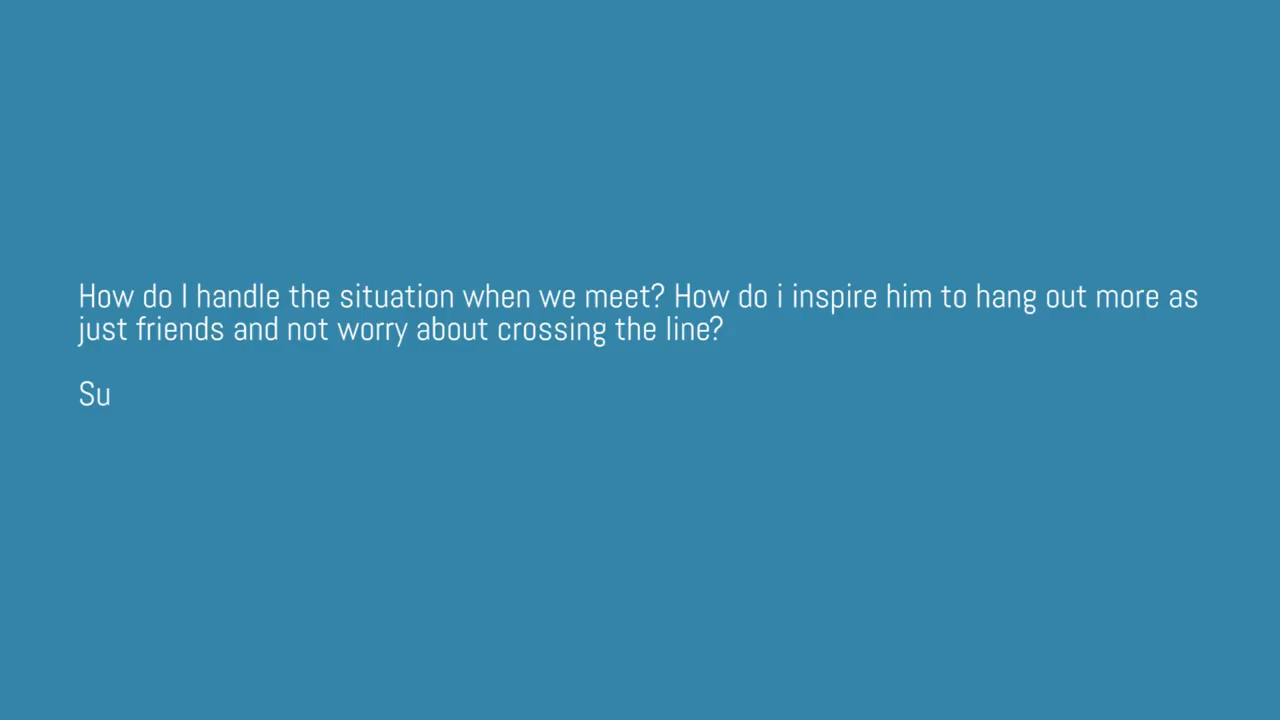 How do I handle the situation when we meet? How do i inspire him to hang out more as
just friends and not worry about crossing the line?
Su